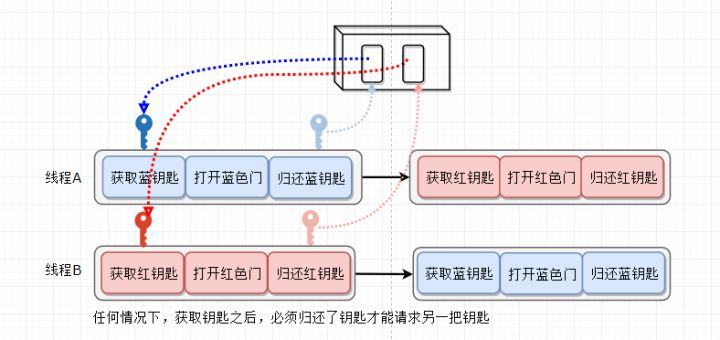 线程A
获取蓝钥匙 打开蓝色门 归还蓝钥匙 获取红钥匙 打开红色门 归还红钥匙
线程B
获取红钥匙 打开红色门 归还红钥匙 获取蓝钥匙 打开蓝色门 归还蓝钥匙
任何情况下，获取钥匙之后，必须归还了钥匙才能请求另一把钥匙